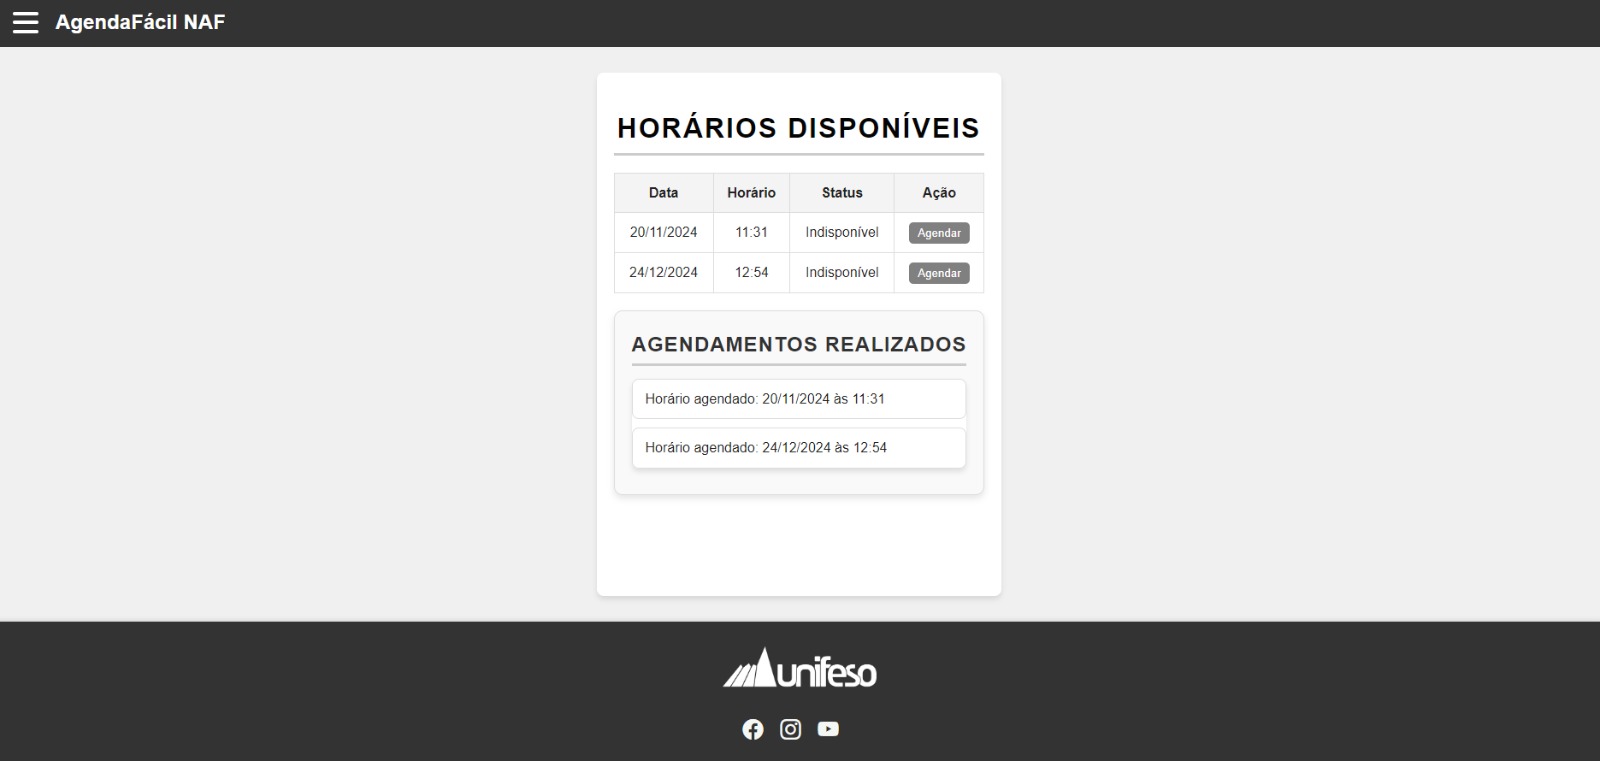 AgendaFácil NAF
HORÁRIOS DISPONÍVEIS
Data Horário Status Ação
20/11/2024 11:31 Indisponível Agendar
24/12/2024 12:54 Indisponível Agendar
AGENDAMENTOS REALIZADOS
Horário agendado: 20/11/2024 às 11:31
Horário agendado: 24/12/2024 às 12:54
unifeso